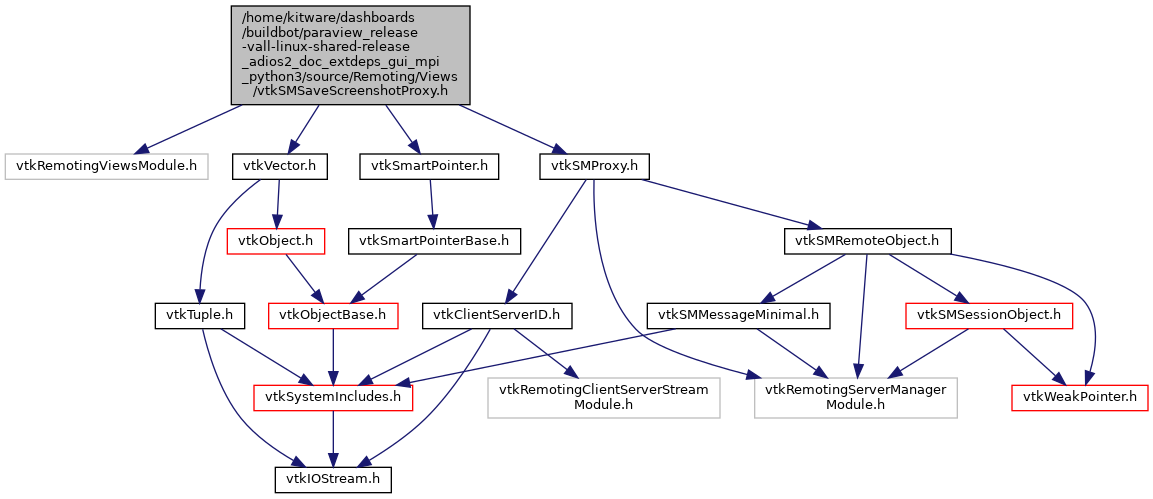 /home/kitware/dashboards
/buildbot/paraview_release
-vall-linux-shared-release
_adios2_doc_extdeps_gui_mpi
_python3/source/Remoting/Views
/vtkSMSaveScreenshotProxy.h
vtkRemotingViewsModule.h
vtkVector.h
vtkSmartPointer.h
vtkSMProxy.h
vtkObject.h
vtkSmartPointerBase.h
vtkSMRemoteObject.h
vtkTuple.h
vtkObjectBase.h
vtkClientServerID.h
vtkSMMessageMinimal.h
vtkSMSessionObject.h
vtkSystemIncludes.h
vtkRemotingClientServerStream
Module.h
vtkRemotingServerManager
Module.h
vtkWeakPointer.h
vtkIOStream.h